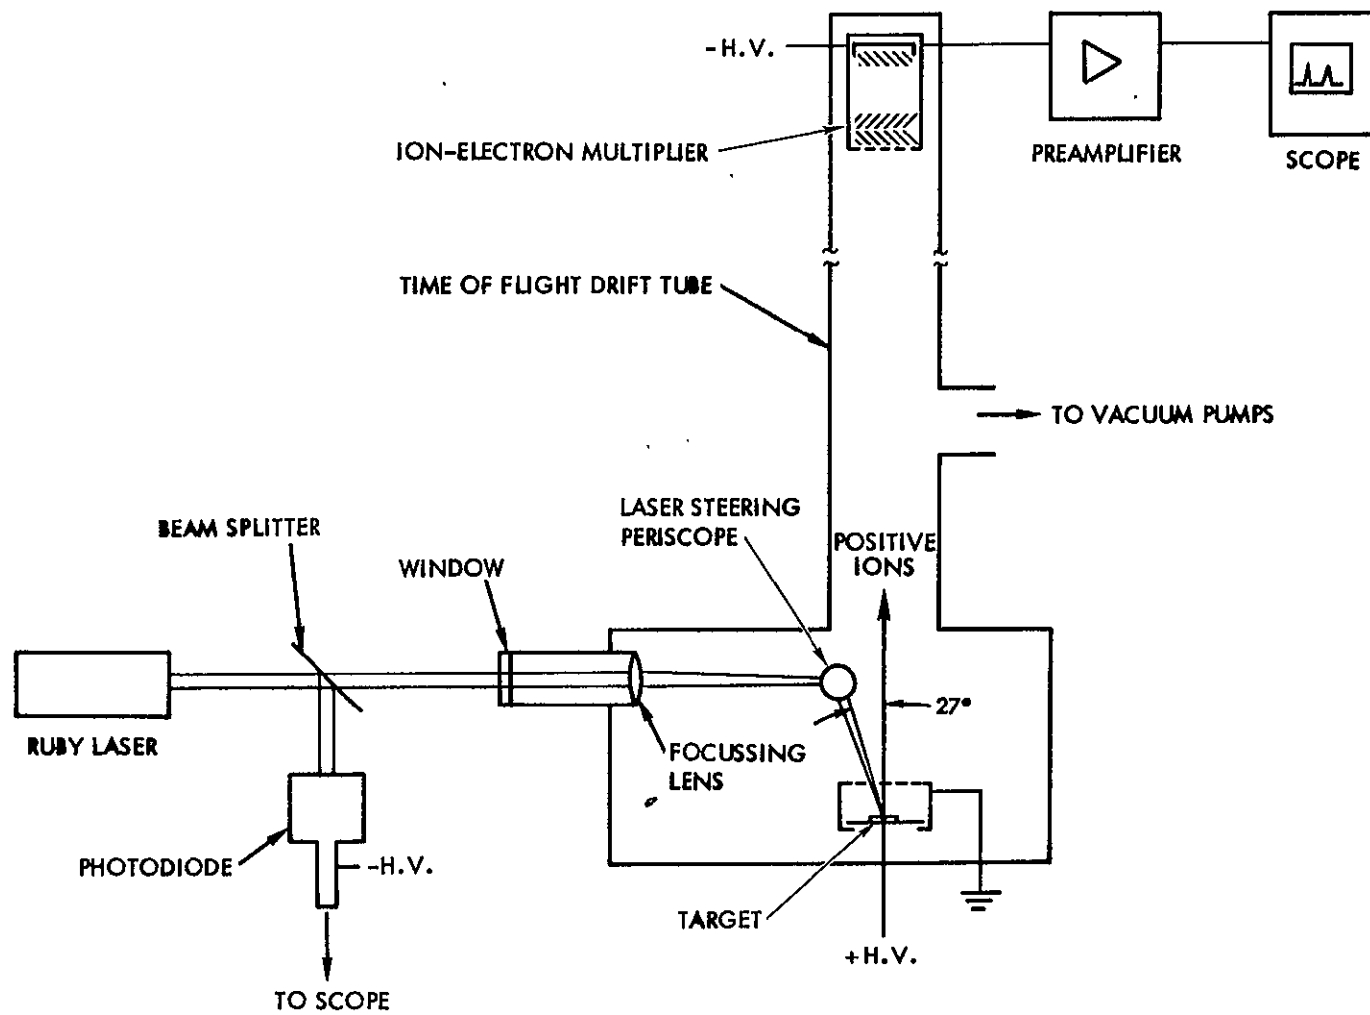 -H.V.
ION-ELECTRON MULTIPLIER
PREAMPLIFIER
SCOPE
TIME OF FLIGHT DRIFT TUBE
TO VACUUM PUMPS
LASER STEERING
PERISCOPE
POSITIVE
IONS
BEAM SPLITTER
WINDOW
27°
RUBY LASER
FOCUSSING
LENS
PHOTODIODE
-H.V.
TARGET
+H.V.
TO SCOPE